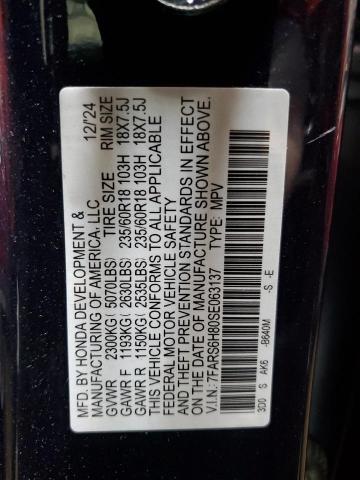 MFD. BY HONDA DEVELOPMENT &
MANUFACTURING OF AMERICA, LLC 12/'24
TIRE SIZE RIM SIZE
GVWR 2300KG ( 5070LBS)
GAWR F 1193KG ( 2630LBS) 235/60R18 103H 18X7.5J
GAWR R 1150KG ( 2535LBS) 235/60R18 103H 18X7.5J
THIS VEHICLE CONFORMS TO ALL APPLICABLE
FEDERAL MOTOR VEHICLE SAFETY
AND THEFT PREVENTION STANDARDS IN EFFECT
ON THE DATE OF MANUFACTURE SHOWN ABOVE.
V.I.N.: 7FARS6H80SE063137 TYPE: MPV
3D0 S AK6 -B640M -S -E